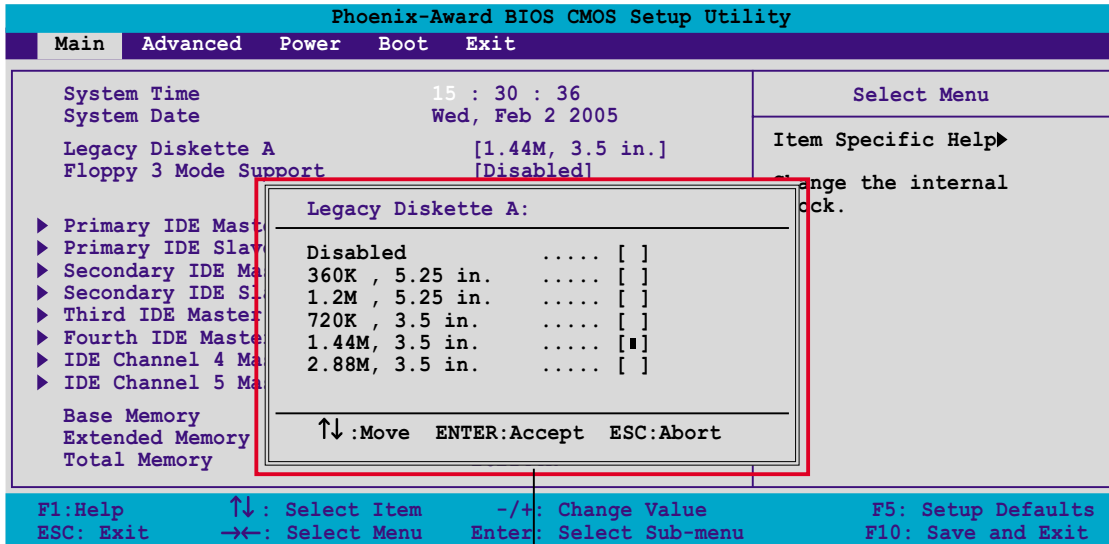 Phoenix-Award BIOS CMOS Setup Utility
Main Advanced Power Boot Exit
System Time 15 : 30 : 36
System Date Wed, Feb 2 2005
Legacy Diskette A [1.44M, 3.5 in.]
Floppy 3 Mode Support [Disabled]
Primary IDE Mast
Primary IDE Slav
Secondary IDE Ma
Secondary IDE Sl
Third IDE Master
Fourth IDE Maste
IDE Channel 4 Ma
IDE Channel 5 Ma
Base Memory
Extended Memory
Total Memory
Legacy Diskette A:
Disabled ..... [ ]
360K , 5.25 in. ..... [ ]
1.2M , 5.25 in. ..... [ ]
720K , 3.5 in. ..... [ ]
1.44M, 3.5 in. ..... [▮]
2.88M, 3.5 in. ..... [ ]
↑↓ :Move ENTER:Accept ESC:Abort
Select Menu
Item Specific Help▶
Change the internal
ock.
F1:Help ↑↓ : Select Item -/+: Change Value F5: Setup Defaults
ESC: Exit →← : Select Menu Enter: Select Sub-menu F10: Save and Exit